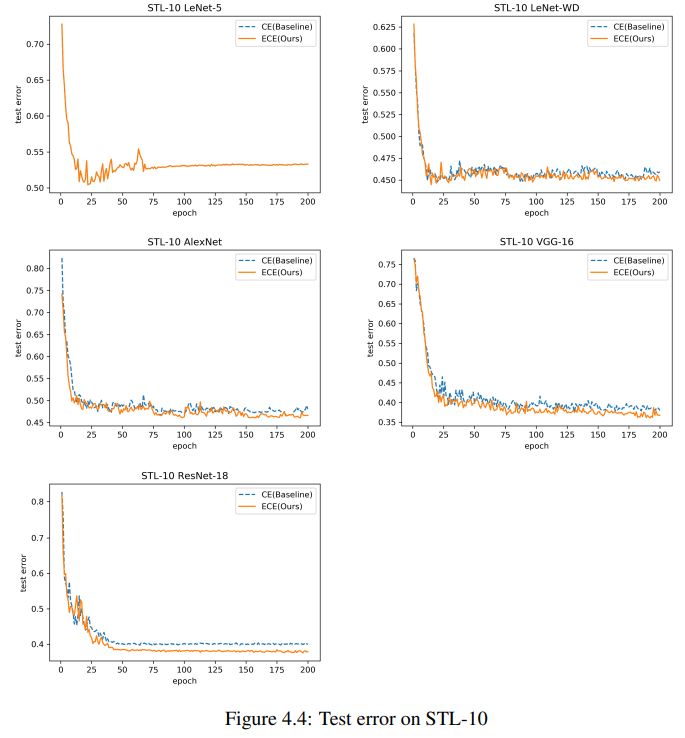 STL-10 LeNet-5
CE(Baseline)
ECE(Ours)
test error
0.70
0.65
0.60
0.55
0.50
0 25 50 75 100 125 150 175 200
epoch
STL-10 LeNet-WD
CE(Baseline)
ECE(Ours)
test error
0.625
0.600
0.575
0.550
0.525
0.500
0.475
0.450
0 25 50 75 100 125 150 175 200
epoch
STL-10 AlexNet
CE(Baseline)
ECE(Ours)
test error
0.80
0.75
0.70
0.65
0.60
0.55
0.50
0.45
0 25 50 75 100 125 150 175 200
epoch
STL-10 VGG-16
CE(Baseline)
ECE(Ours)
test error
0.75
0.70
0.65
0.60
0.55
0.50
0.45
0.40
0.35
0 25 50 75 100 125 150 175 200
epoch
STL-10 ResNet-18
CE(Baseline)
ECE(Ours)
test error
0.8
0.7
0.6
0.5
0.4
0 25 50 75 100 125 150 175 200
epoch
Figure 4.4: Test error on STL-10